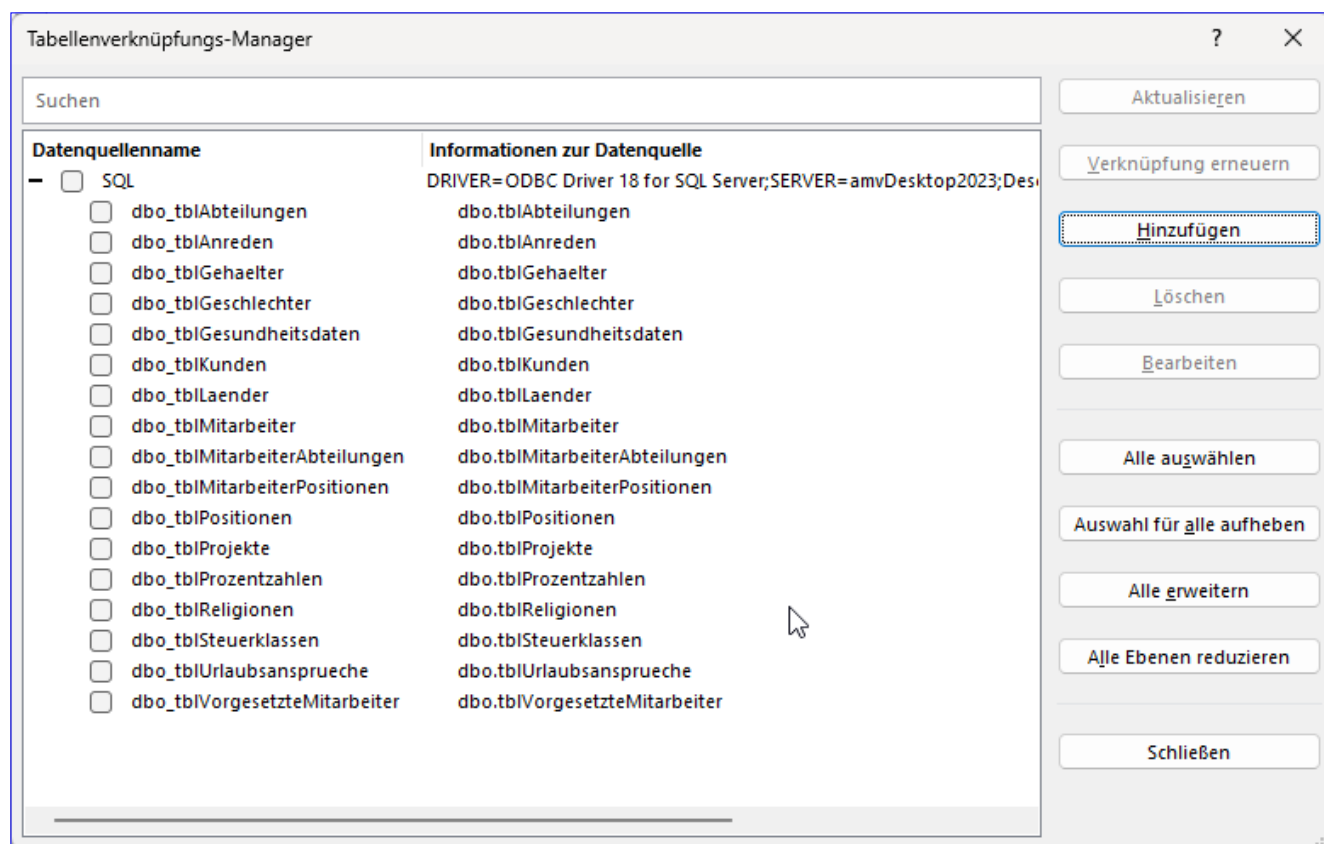 Tabellenverknüpfungs-Manager
?
Suchen
Datenquellenname Informationen zur Datenquelle
SQL DRIVER=ODBC Driver 18 for SQL Server;SERVER=amvDesktop2023;Des
dbo_tblAbteilungen dbo.tblAbteilungen
dbo_tblAnreden dbo.tblAnreden
dbo_tblGehaelter dbo.tblGehaelter
dbo_tblGeschlechter dbo.tblGeschlechter
dbo_tblGesundheitsdaten dbo.tblGesundheitsdaten
dbo_tblKunden dbo.tblKunden
dbo_tblLaender dbo.tblLaender
dbo_tblMitarbeiter dbo.tblMitarbeiter
dbo_tblMitarbeiterAbteilungen dbo.tblMitarbeiterAbteilungen
dbo_tblMitarbeiterPositionen dbo.tblMitarbeiterPositionen
dbo_tblPositionen dbo.tblPositionen
dbo_tblProjekte dbo.tblProjekte
dbo_tblProzentzahlen dbo.tblProzentzahlen
dbo_tblReligionen dbo.tblReligionen
dbo_tblSteuerklassen dbo.tblSteuerklassen
dbo_tblUrlaubsansprueche dbo.tblUrlaubsansprueche
dbo_tblVorgesetzteMitarbeiter dbo.tblVorgesetzteMitarbeiter
Aktualisieren
Verknüpfung erneuern
Hinzufügen
Löschen
Bearbeiten
Alle auswählen
Auswahl für alle aufheben
Alle erweitern
Alle Ebenen reduzieren
Schließen